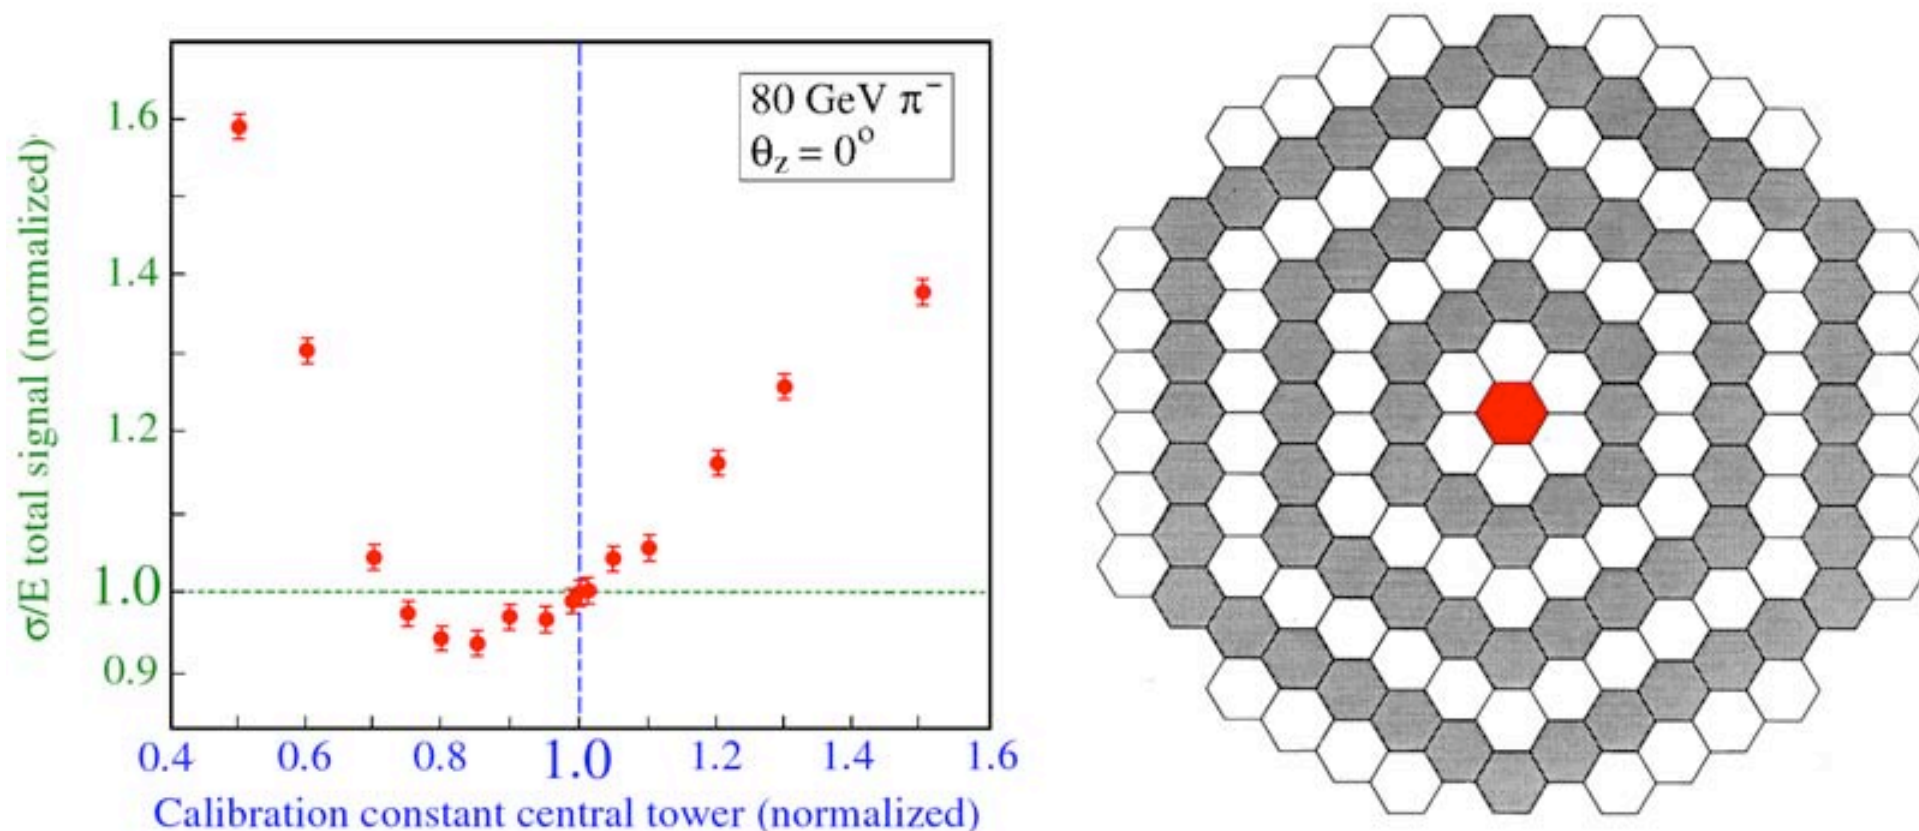 80 GeV π⁻
θz = 0°
σ/E total signal (normalized)
1.6
1.4
1.2
1.0
0.9
0.4 0.6 0.8 1.0 1.2 1.4 1.6
Calibration constant central tower (normalized)